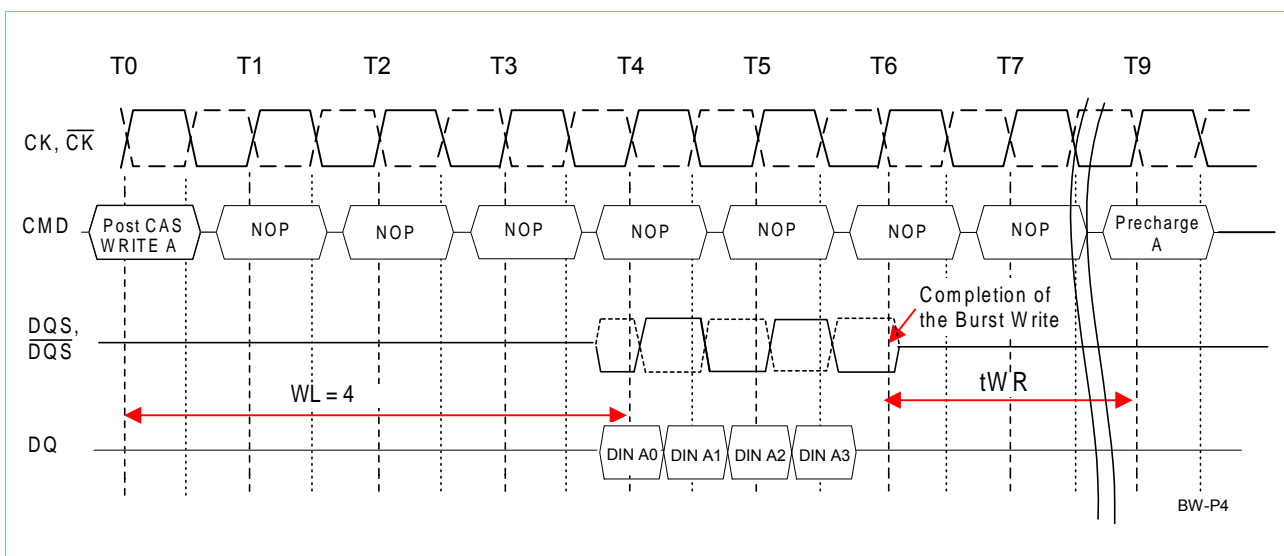 T0 T1 T2 T3 T4 T5 T6 T7 T9
CK, CK
CMD
Post CAS
WRITE A
NOP
NOP
NOP
NOP
NOP
NOP
NOP
Precharge
A
Completion of
the Burst Write
DQS,
DQS
WL = 4
tWR
DQ
DIN A0
DIN A1
DIN A2
DIN A3
BW-P4